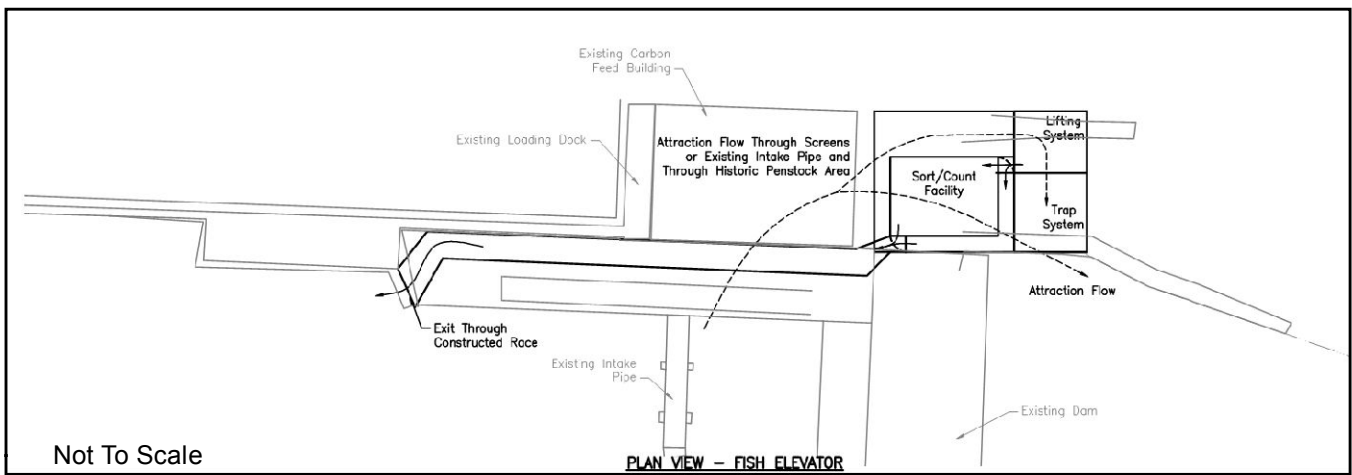 Existing Carbon
Feed Building
Existing Loading Dock
Attraction Flow Through Screens
or Existing Intake Pipe and
Through Historic Penstock Area
Lifting
System
Sort/Count
Facility
Trap
System
Attraction Flow
Exit Through
Constructed Race
Existing Intake
Pipe
Existing Dam
Not To Scale
PLAN VIEW – FISH ELEVATOR